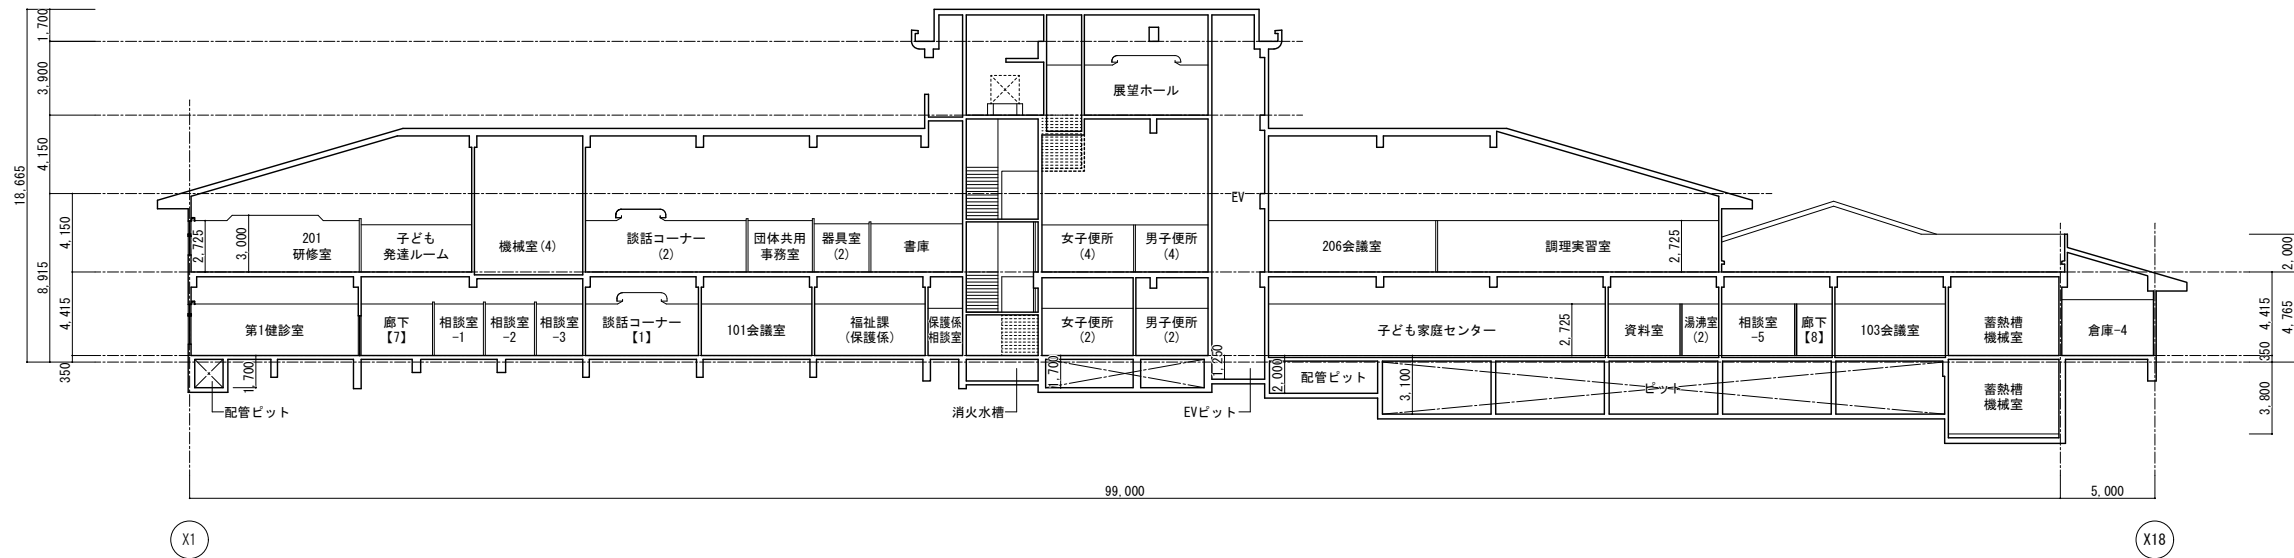 1,700
3,900
4,150
18,665
4,150
8,915
4,415
350
展望ホール
EV
2,725
3,000
201
研修室
子ども
発達ルーム
機械室(4)
談話コーナー
(2)
団体共用
事務室
器具室
(2)
書庫
女子便所
(4)
男子便所
(4)
206会議室
調理実習室
2,725
2,000
第1健診室
廊下
【7】
相談室
-1
相談室
-2
相談室
-3
談話コーナー
【1】
101会議室
福祉課
(保護係)
保護係
相談室
女子便所
(2)
男子便所
(2)
子ども家庭センター
2,725
資料室
湯沸室
(2)
相談室
-5
廊下
【8】
103会議室
蓄熱槽
機械室
倉庫-4
4,415
4,765
350
1,700
配管ピット
消火水槽
1,700
1,250
EVピット
2,000
配管ピット
3,100
ピット
蓄熱槽
機械室
3,800
99,000
5,000
X1
X18